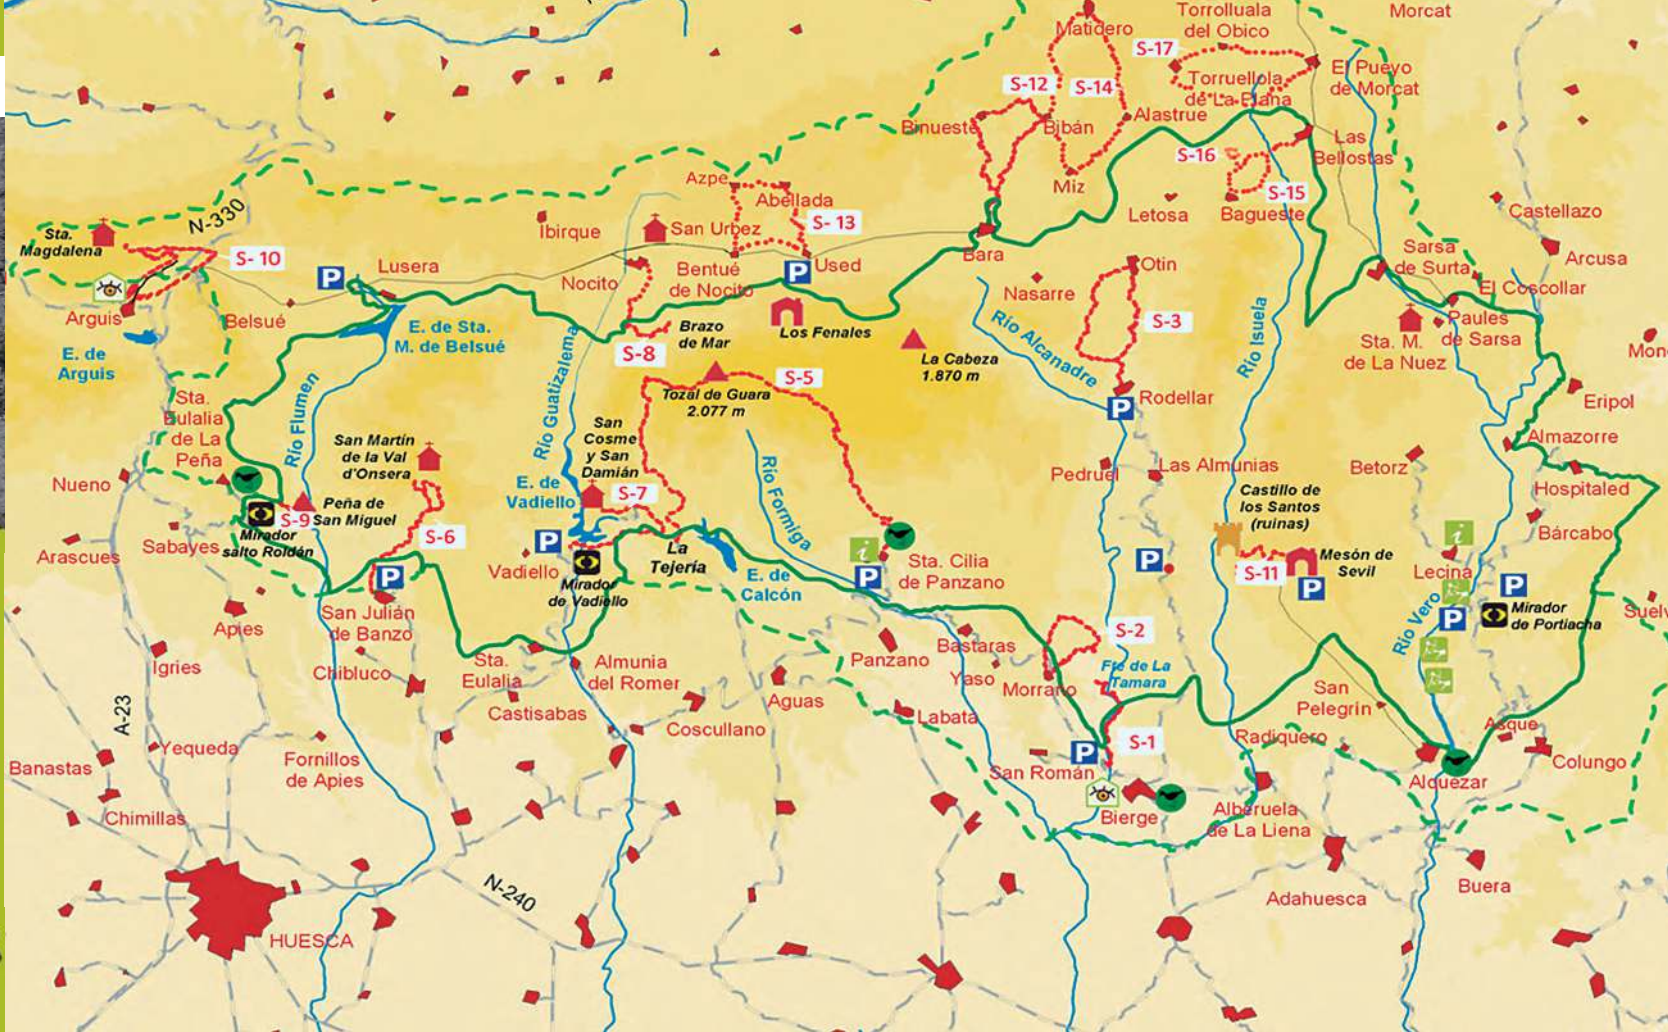 Morcat
Torrolluala
del Obico
Matidero
S-17
El Pueyo
de Morcat
Torruellola
de La Plana
S-12
S-14
Alastrue
Binueste
Bibán
Las
Bellostas
S-16
S-15
Miz
Letosa
Bagueste
Azpe
Abellada
S- 13
San Urbez
Ibirque
N-330
Sta.
Magdalena
S- 10
P
Lusera
Nocito
Bentué
de Nocito
P
Used
Bara
Castellazo
Arcusa
Sarsa
de Surta
El Coscollar
Paules
de Sarsa
Sta. M.
de La Nuez
Otin
Nasarre
S-3
Río Alcanadre
Río Isuela
Arguis
Belsué
E. de
Arguis
E. de Sta.
M. de Belsué
Brazo
de Mar
S-8
Los Fenales
La Cabeza
1.870 m
S-5
Tozal de Guara
2.077 m
Rodellar
P
Eripol
Almazorre
Betorz
Hospitaled
Bárcabo
Sta.
Eulalia
de La
Peña
Río Flumen
Río Guatizalema
San Martín
de la Val
d'Onsera
San
Cosme
y San
Damián
E. de
Vadiello
S-7
Río Formiga
Pedruel
Las Almunias
Castillo de
los Santos
(ruinas)
Nueno
S-9
Peña de
San Miguel
Mirador
salto Roldán
S-6
Arascues
Sabayes
P
Vadiello
Mirador
de Vadiello
La
Tejería
E. de
Calcón
i
P
Sta. Cilia
de Panzano
P
S-11
Mesón de
Sevil
P
i
Lecina
P
P
Mirador
de Portiacha
Río Vero
P
San Julián
de Banzo
Apies
Igries
Chibluco
Sta.
Eulalia
Almunia
del Romer
Castisabas
Coscullano
Aguas
Panzano
Bastaras
Yaso
Morrano
S-2
Fte de La
Tamara
Labata
San
Pelegrin
Asque
Colungo
A-23
Yequeda
Banastas
Fornillos
de Apies
Chimillas
P
S-1
San Román
Bierge
Radiquero
Alquezar
Alberuela
de La Liena
Adahuesca
Buera
N-240
HUESCA